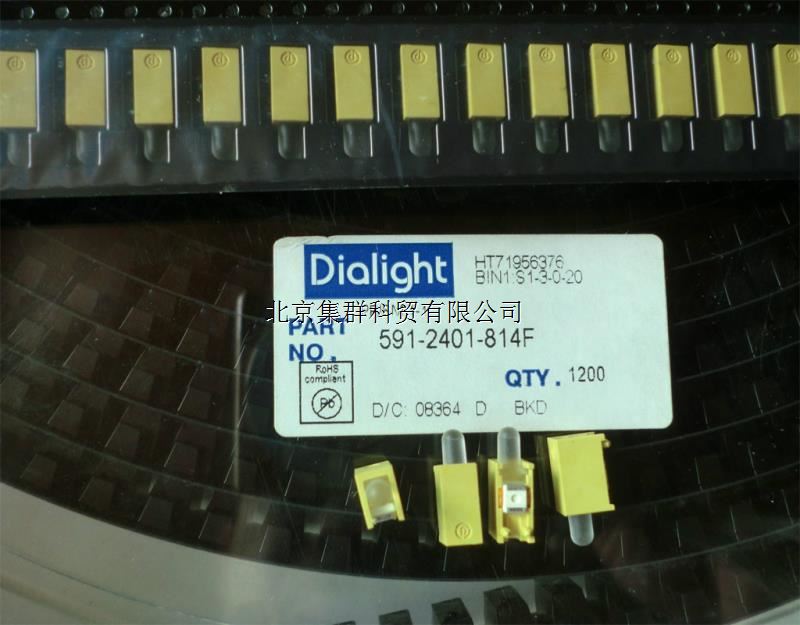 Dialight
HT71956376
BIN1:S1-3-0-20
北京集群科贸有限公司
PART
NO.
591-2401-814F
RoHS
compliant
Pb
QTY. 1200
D/C: 08364 D BKD